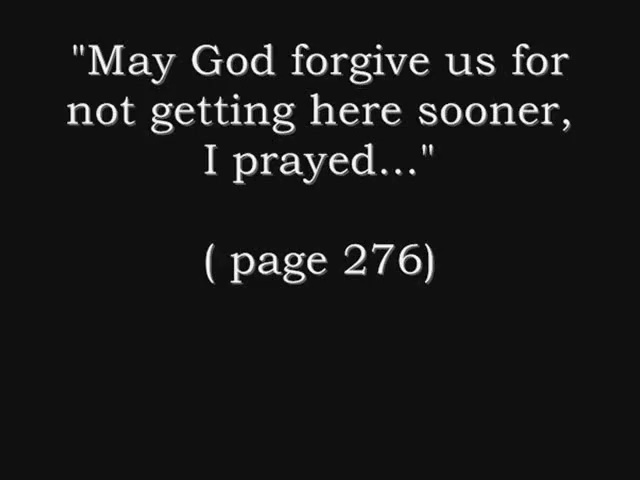 "May God forgive us for
not getting here sooner,
I prayed..."
( page 276)